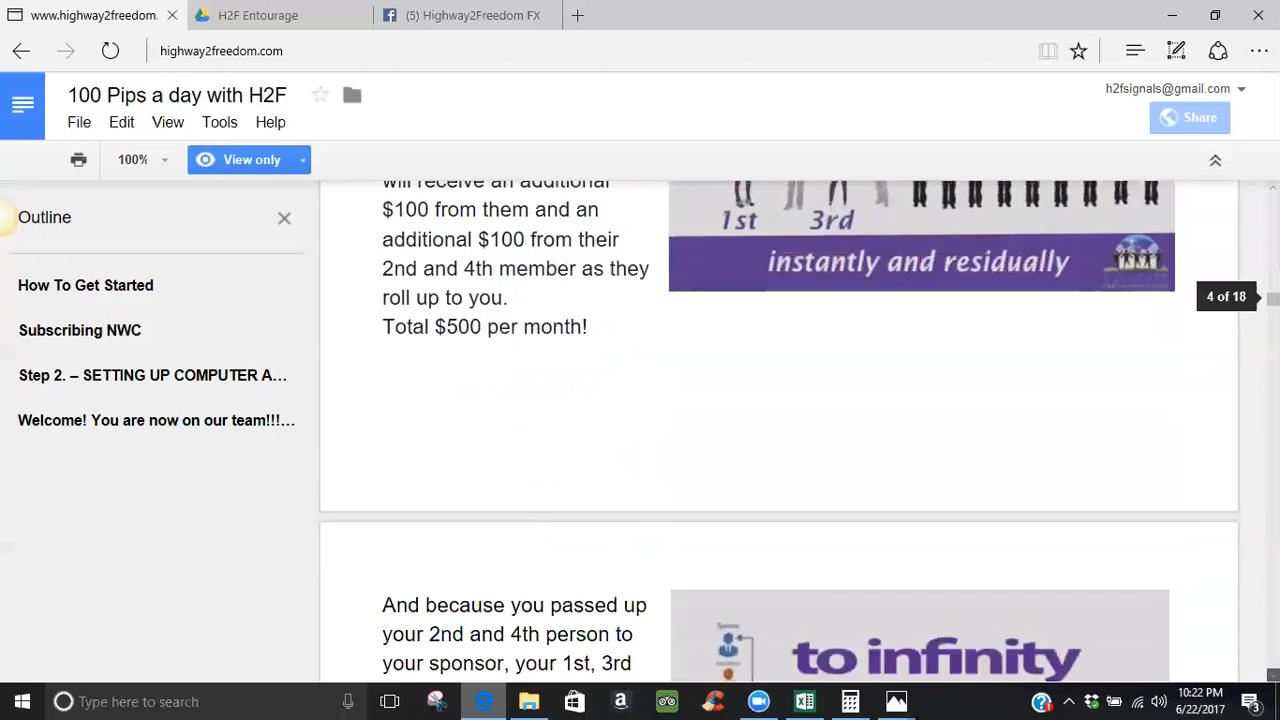 www.highway2freedom.
H2F Entourage
(5) Highway2Freedom FX
highway2freedom.com
100 Pips a day with H2F
h2fsignals@gmail.com
File Edit View Tools Help
Share
100%
View only
Outline
How To Get Started
Subscribing NWC
Step 2. – SETTING UP COMPUTER A…
Welcome! You are now on our team!!!…
will receive an additional
$100 from them and an
additional $100 from their
2nd and 4th member as they
roll up to you.
Total $500 per month!
1st 3rd
instantly and residually
4 of 18
And because you passed up
your 2nd and 4th person to
your sponsor, your 1st, 3rd
to infinity
Type here to search
10:22 PM
6/22/2017
3